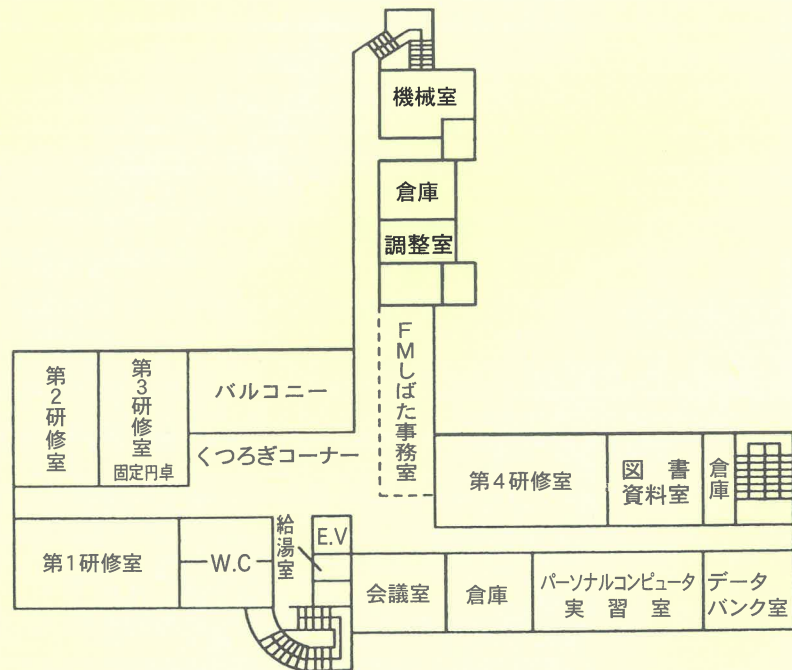 機械室
倉庫
調整室
FMしばた事務室
第2研修室
第3研修室
固定円卓
バルコニー
くつろぎコーナー
第4研修室
図書
資料室
倉庫
第1研修室
W.C
給湯室
E.V
会議室
倉庫
パーソナルコンピュータ
実習室
データ
バンク室